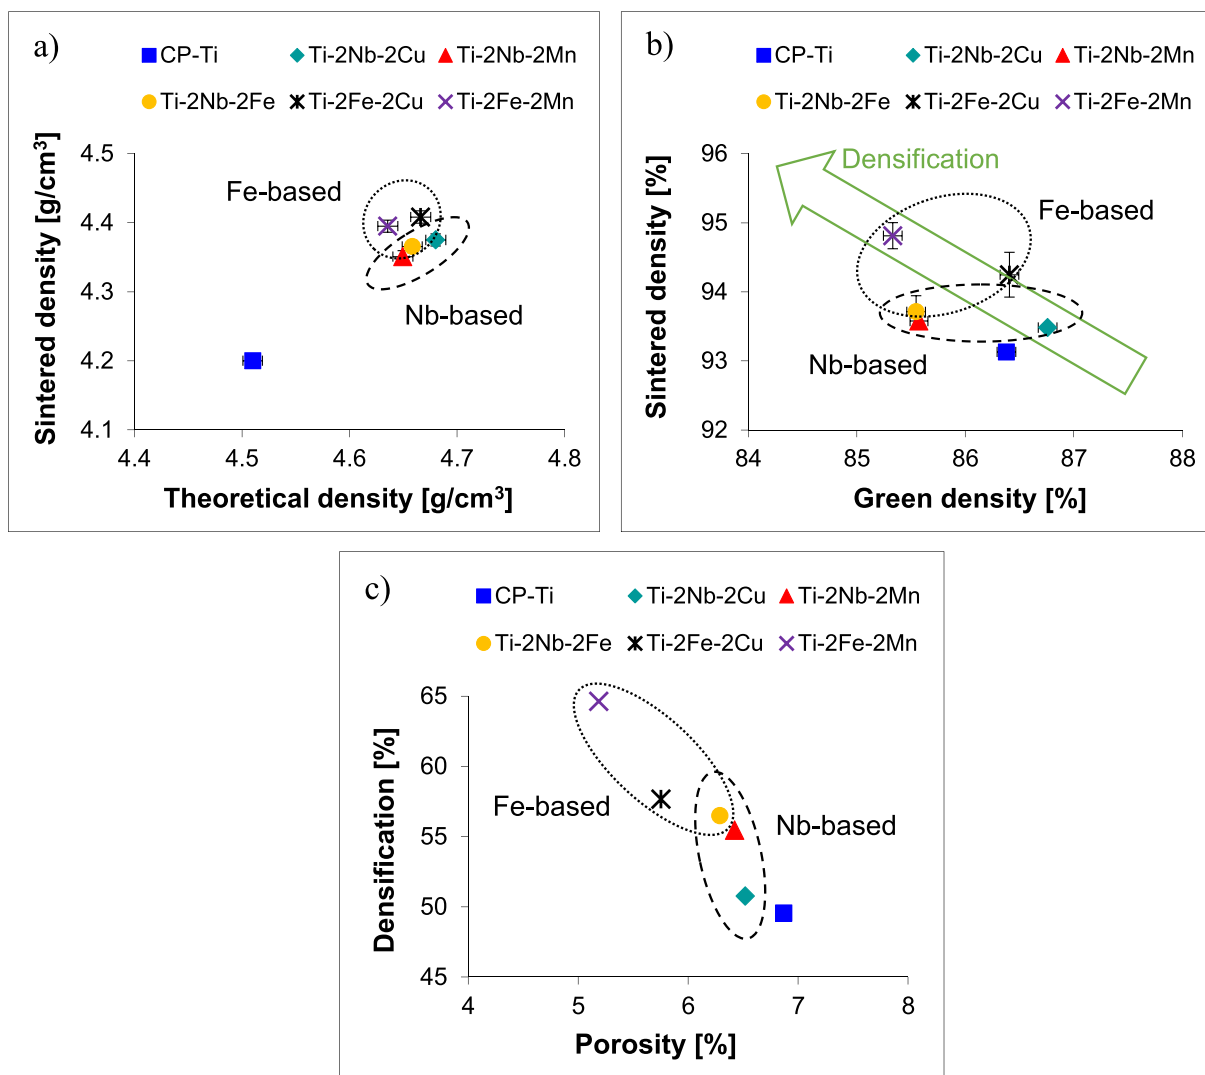 a)
CP-Ti Ti-2Nb-2Cu Ti-2Nb-2Mn
Ti-2Nb-2Fe Ti-2Fe-2Cu Ti-2Fe-2Mn
Sintered density [g/cm³]
4.5
4.4
4.3
4.2
4.1
Fe-based
Nb-based
4.4 4.5 4.6 4.7 4.8
Theoretical density [g/cm³]
b)
CP-Ti Ti-2Nb-2Cu Ti-2Nb-2Mn
Ti-2Nb-2Fe Ti-2Fe-2Cu Ti-2Fe-2Mn
Sintered density [%]
96
95
94
93
92
Densification
Fe-based
Nb-based
84 85 86 87 88
Green density [%]
c)
CP-Ti Ti-2Nb-2Cu Ti-2Nb-2Mn
Ti-2Nb-2Fe Ti-2Fe-2Cu Ti-2Fe-2Mn
Densification [%]
65
60
55
50
45
Fe-based
Nb-based
4 5 6 7 8
Porosity [%]